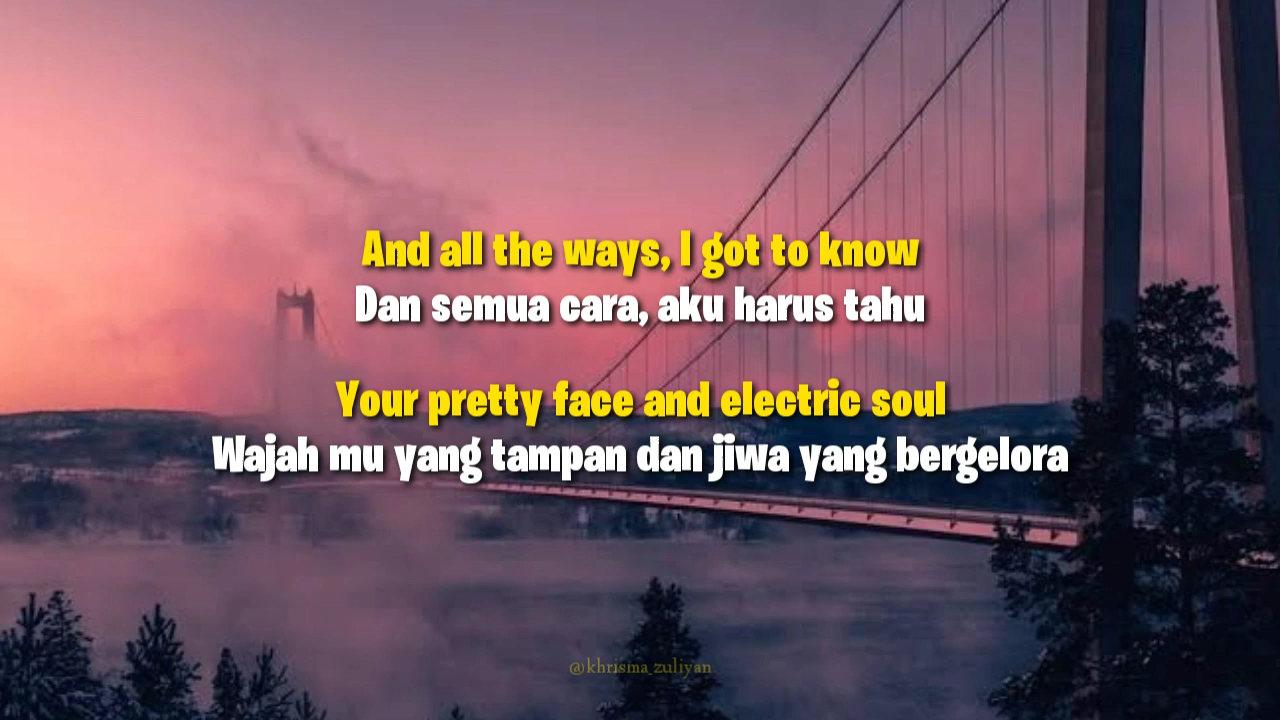 And all the ways, I got to know
Dan semua cara, aku harus tahu
Your pretty face and electric soul
Wajah mu yang tampan dan jiwa yang bergelora
@khrisma_zuliyan